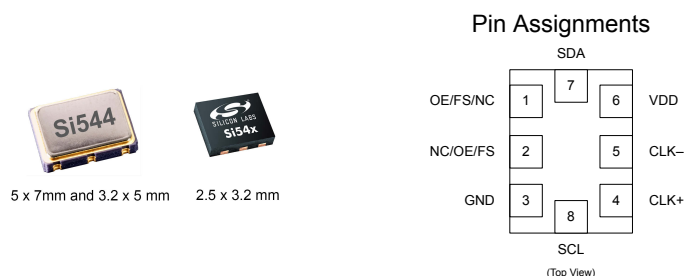 Pin Assignments
SDA
7
OE/FS/NC 1 6 VDD
NC/OE/FS 2 5 CLK–
GND 3 4 CLK+
8
SCL
(Top View)
Si544
SILICON LABS
Si54x
5 x 7mm and 3.2 x 5 mm
2.5 x 3.2 mm